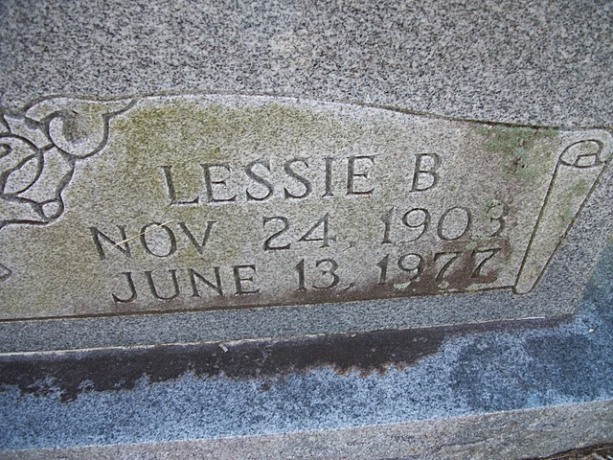 LESSIE B
NOV 24, 1903
JUNE 13, 1977